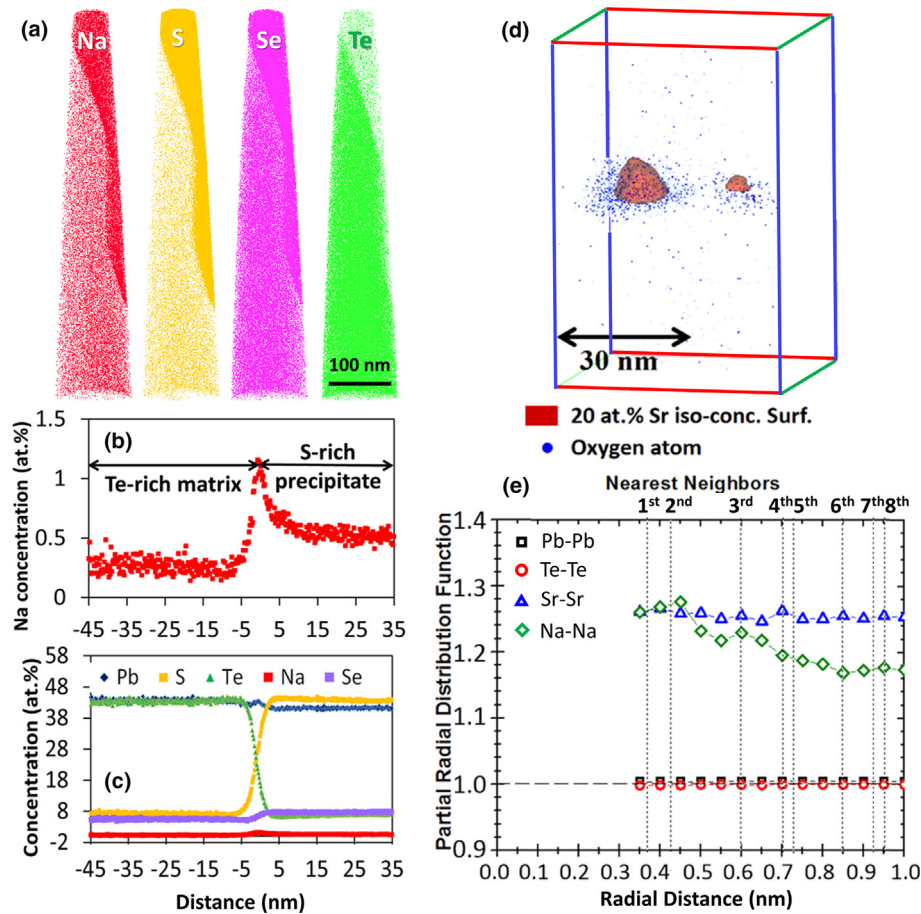 (a)
Na S Se Te
100 nm
(b)
Na concentration (at.%)
1.5
1
0.5
0
Te-rich matrix
S-rich
precipitate
-45 -35 -25 -15 -5 5 15 25 35
Pb S Te Na Se
Concentration (at.%)
58
48
38
28
18
8
-2
(c)
-45 -35 -25 -15 -5 5 15 25 35
Distance (nm)
(d)
30 nm
20 at.% Sr iso-conc. Surf.
Oxygen atom
(e)
Nearest Neighbors
1st 2nd 3rd 4th 5th 6th 7th 8th
Partial Radial Distribution Function
1.4
1.3
1.2
1.1
1.0
0.9
Pb-Pb
Te-Te
Sr-Sr
Na-Na
0.0 0.1 0.2 0.3 0.4 0.5 0.6 0.7 0.8 0.9 1.0
Radial Distance (nm)